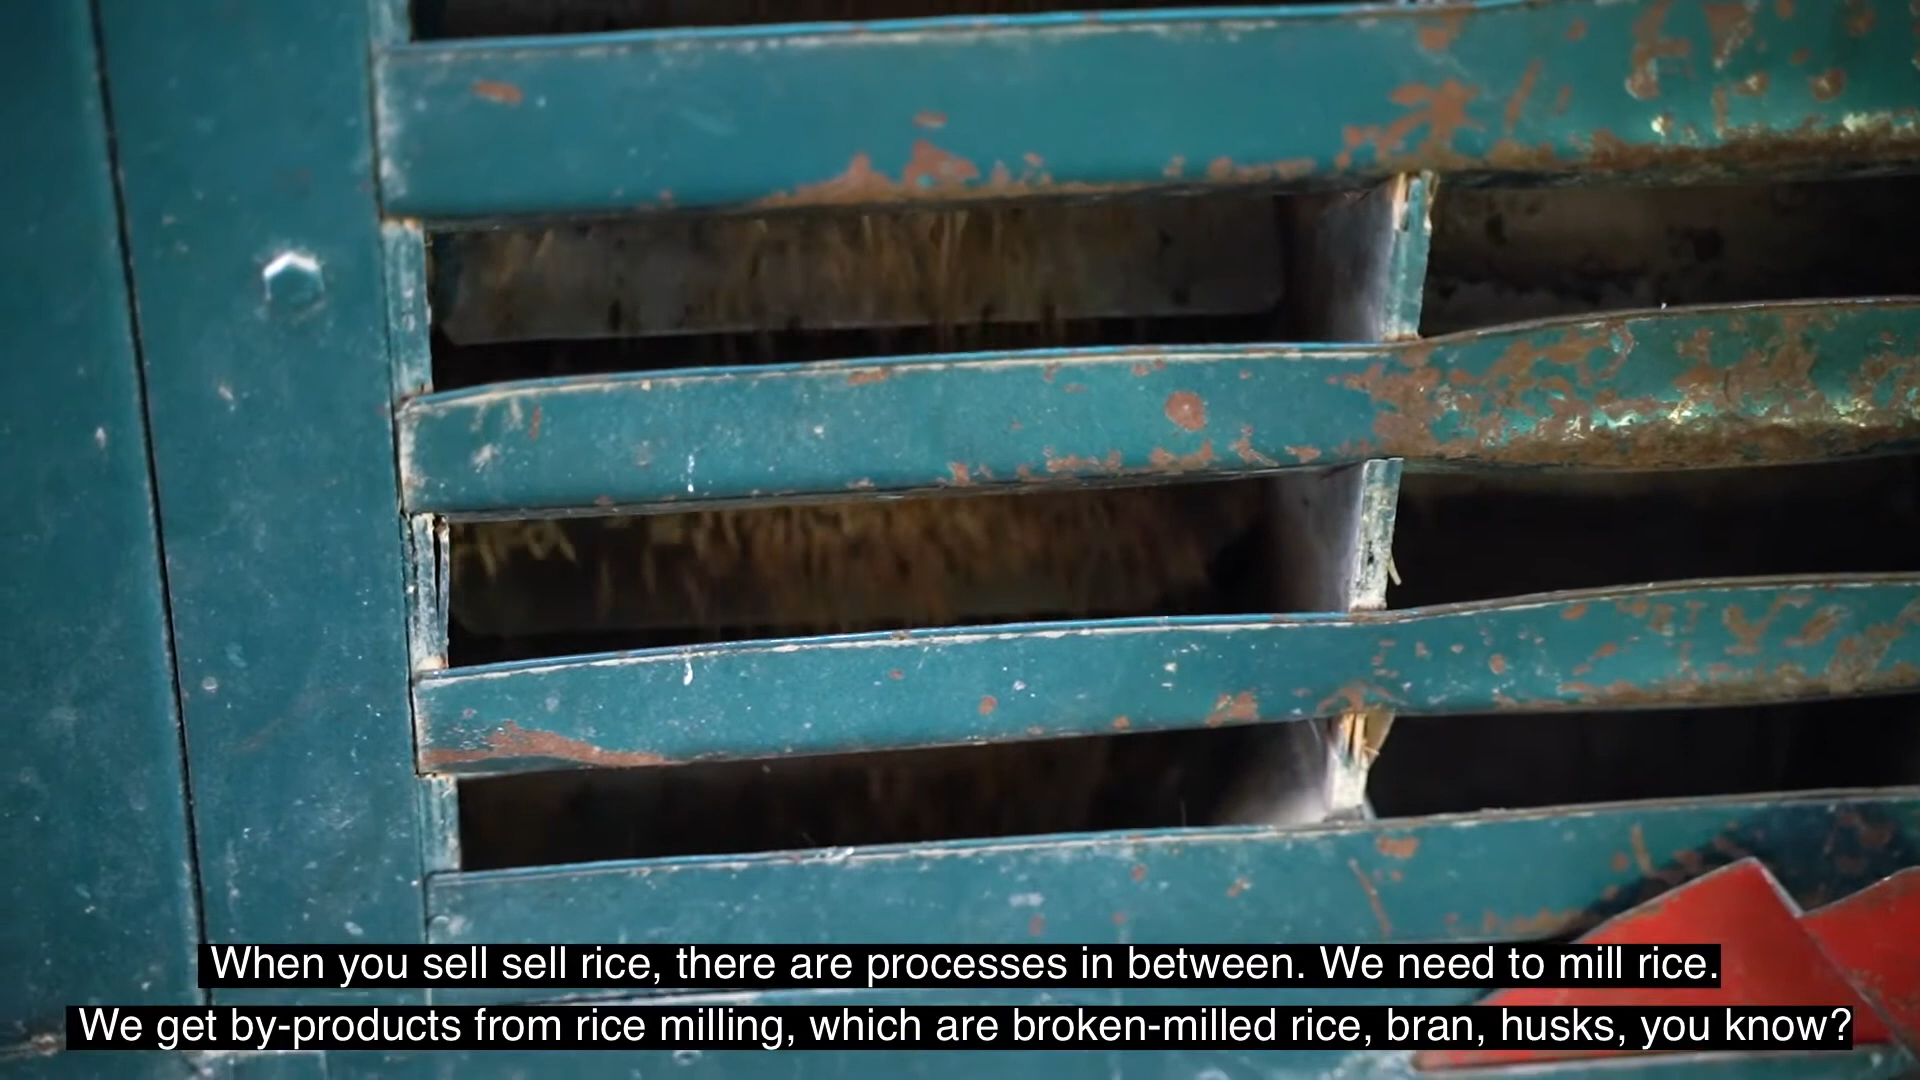 When you sell sell rice, there are processes in between. We need to mill rice.
We get by-products from rice milling, which are broken-milled rice, bran, husks, you know?